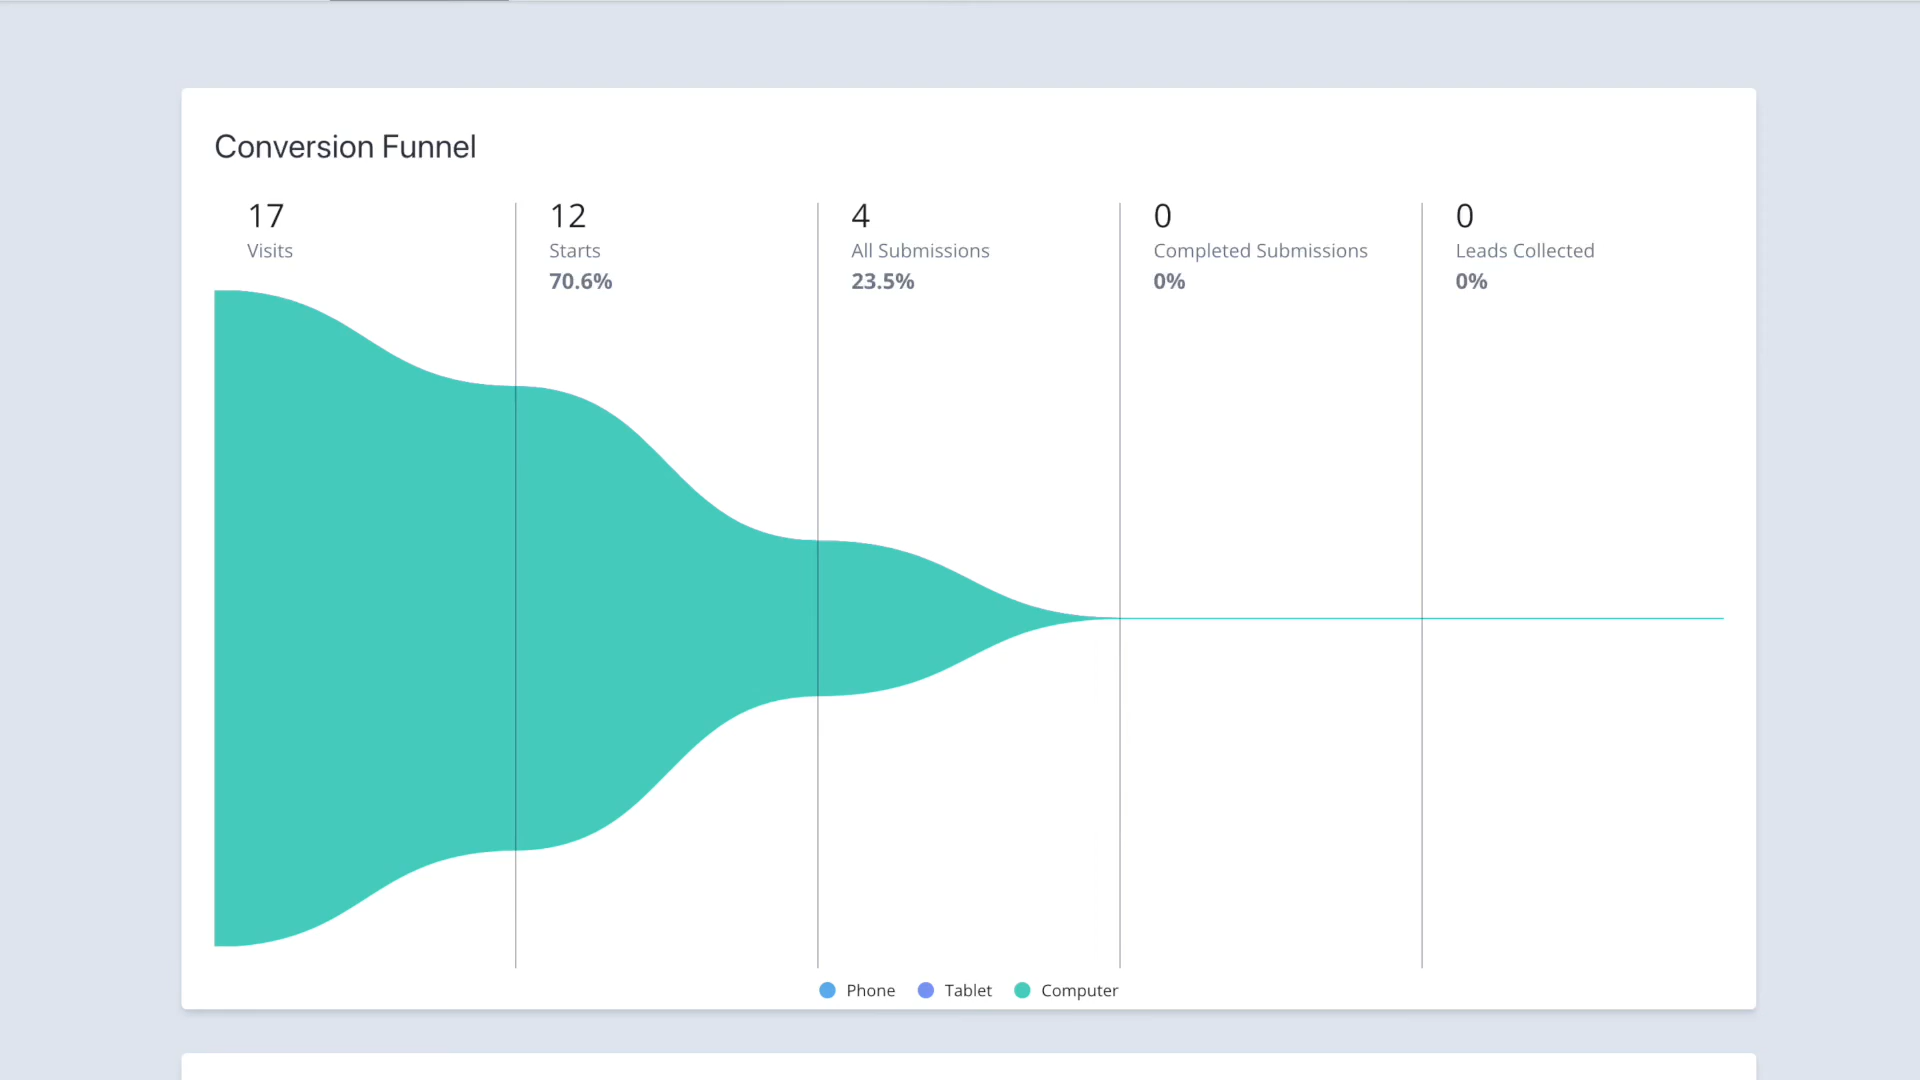 Conversion Funnel
17
Visits
12
Starts
70.6%
4
All Submissions
23.5%
0
Completed Submissions
0%
0
Leads Collected
0%
Phone
Tablet
Computer